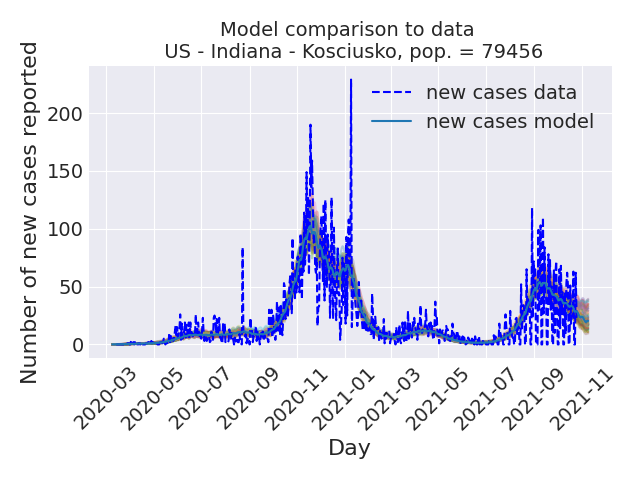 Model comparison to data
US - Indiana - Kosciusko, pop. = 79456
Number of new cases reported
200
150
100
50
0
new cases data
new cases model
2020-03
2020-05
2020-07
2020-09
2020-11
2021-01
2021-03
2021-05
2021-07
2021-09
2021-11
Day